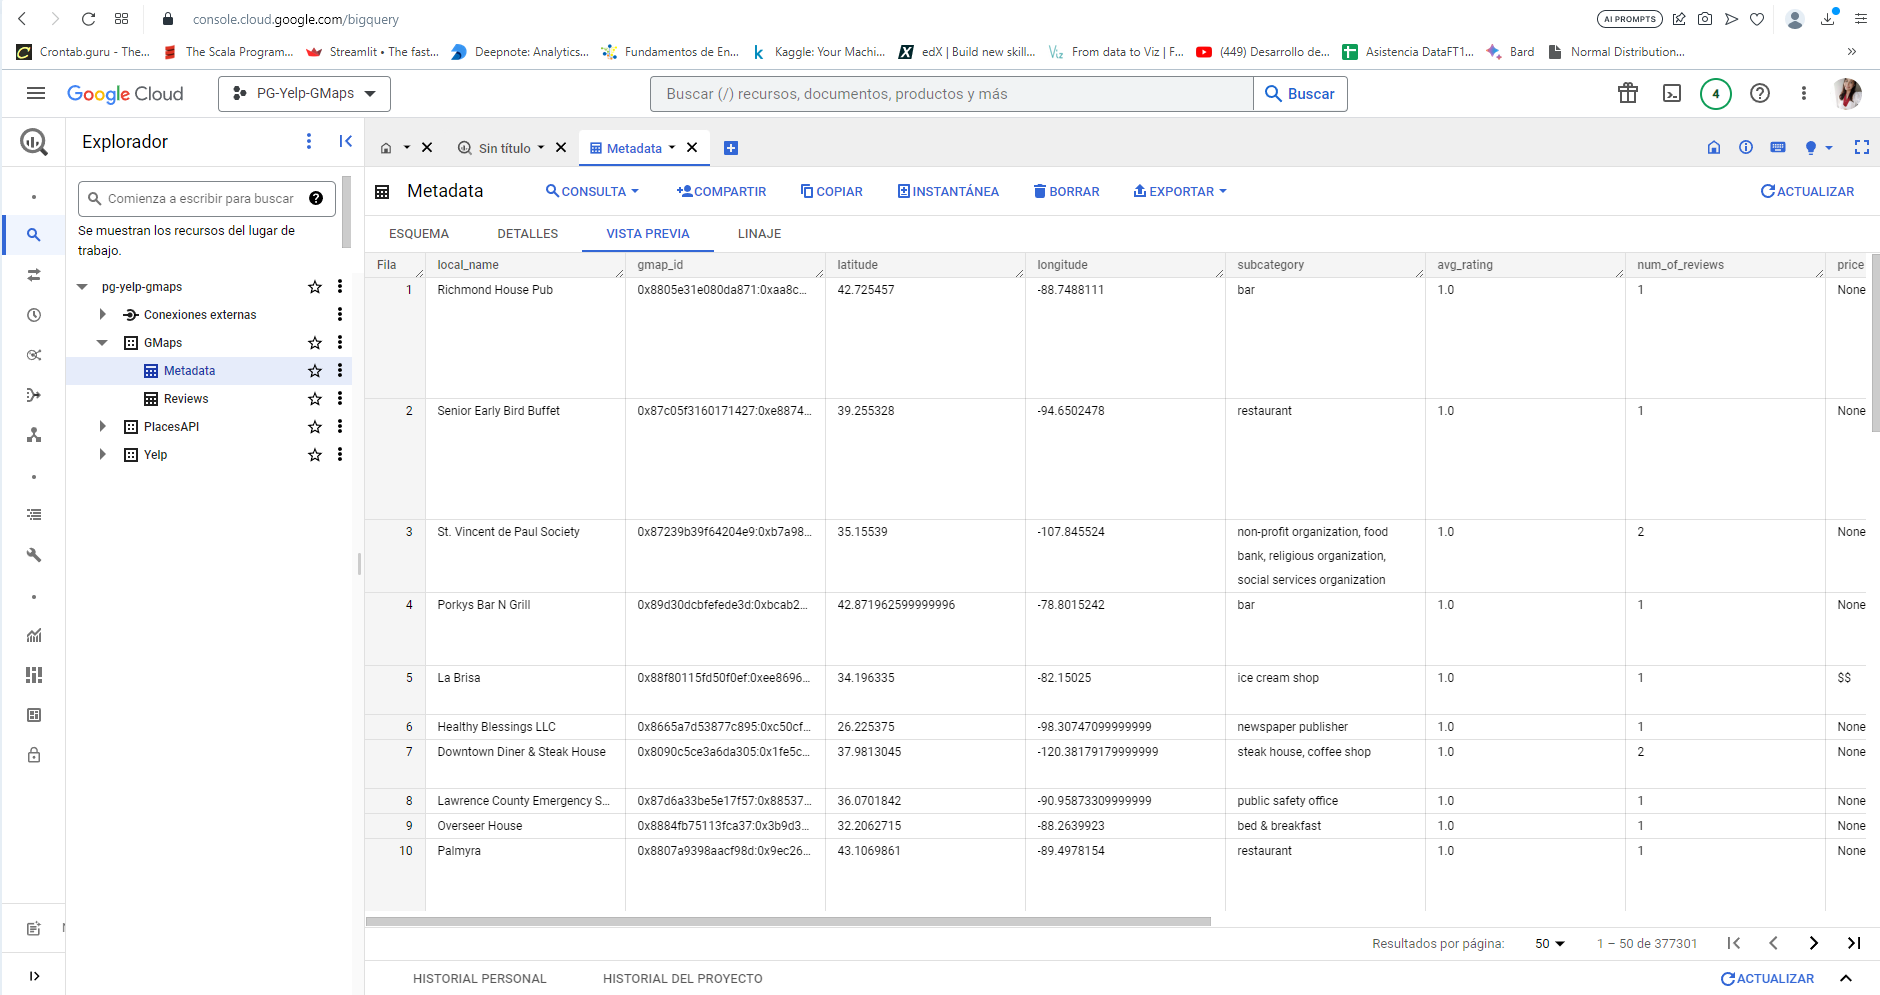 console.cloud.google.com/bigquery
AI PROMPTS
Crontab.guru - The...
The Scala Program...
Streamlit • The fast...
Deepnote: Analytics...
Fundamentos de En...
Kaggle: Your Machi...
edX | Build new skill...
From data to Viz | F...
(449) Desarrollo de...
Asistencia DataFT1...
Bard
Normal Distribution...
Google Cloud
PG-Yelp-GMaps
Buscar (/) recursos, documentos, productos y más
Buscar
4
Explorador
Sin título
Metadata
Comienza a escribir para buscar
Se muestran los recursos del lugar de
trabajo.
pg-yelp-gmaps
Conexiones externas
GMaps
Metadata
Reviews
PlacesAPI
Yelp
Metadata
CONSULTA
COMPARTIR
COPIAR
INSTANTÁNEA
BORRAR
EXPORTAR
ACTUALIZAR
ESQUEMA
DETALLES
VISTA PREVIA
LINAJE
Fila local_name gmap_id latitude longitude subcategory avg_rating num_of_reviews price
1 Richmond House Pub 0x8805e31e080da871:0xaa8c... 42.725457 -88.7488111 bar 1.0 1 None
2 Senior Early Bird Buffet 0x87c05f3160171427:0xe8874... 39.255328 -94.6502478 restaurant 1.0 1 None
3 St. Vincent de Paul Society 0x87239b39f64204e9:0xb7a98... 35.15539 -107.845524 non-profit organization, food 1.0 2 None
bank, religious organization,
social services organization
4 Porkys Bar N Grill 0x89d30dcbfefede3d:0xbcab2... 42.871962599999996 -78.8015242 bar 1.0 1 None
5 La Brisa 0x88f80115fd50f0ef:0xee8696... 34.196335 -82.15025 ice cream shop 1.0 1 $$
6 Healthy Blessings LLC 0x8665a7d53877c895:0xc50cf... 26.225375 -98.30747099999999 newspaper publisher 1.0 1 None
7 Downtown Diner & Steak House 0x8090c5ce3a6da305:0x1fe5c... 37.9813045 -120.38179179999999 steak house, coffee shop 1.0 2 None
8 Lawrence County Emergency S... 0x87d6a33be5e17f57:0x88537... 36.0701842 -90.95873309999999 public safety office 1.0 1 None
9 Overseer House 0x8884fb75113fca37:0x3b9d3... 32.2062715 -88.2639923 bed & breakfast 1.0 1 None
10 Palmyra 0x8807a9398aacf98d:0x9ec26... 43.1069861 -89.4978154 restaurant 1.0 1 None
Resultados por página: 50 1 – 50 de 377301
HISTORIAL PERSONAL
HISTORIAL DEL PROYECTO
ACTUALIZAR